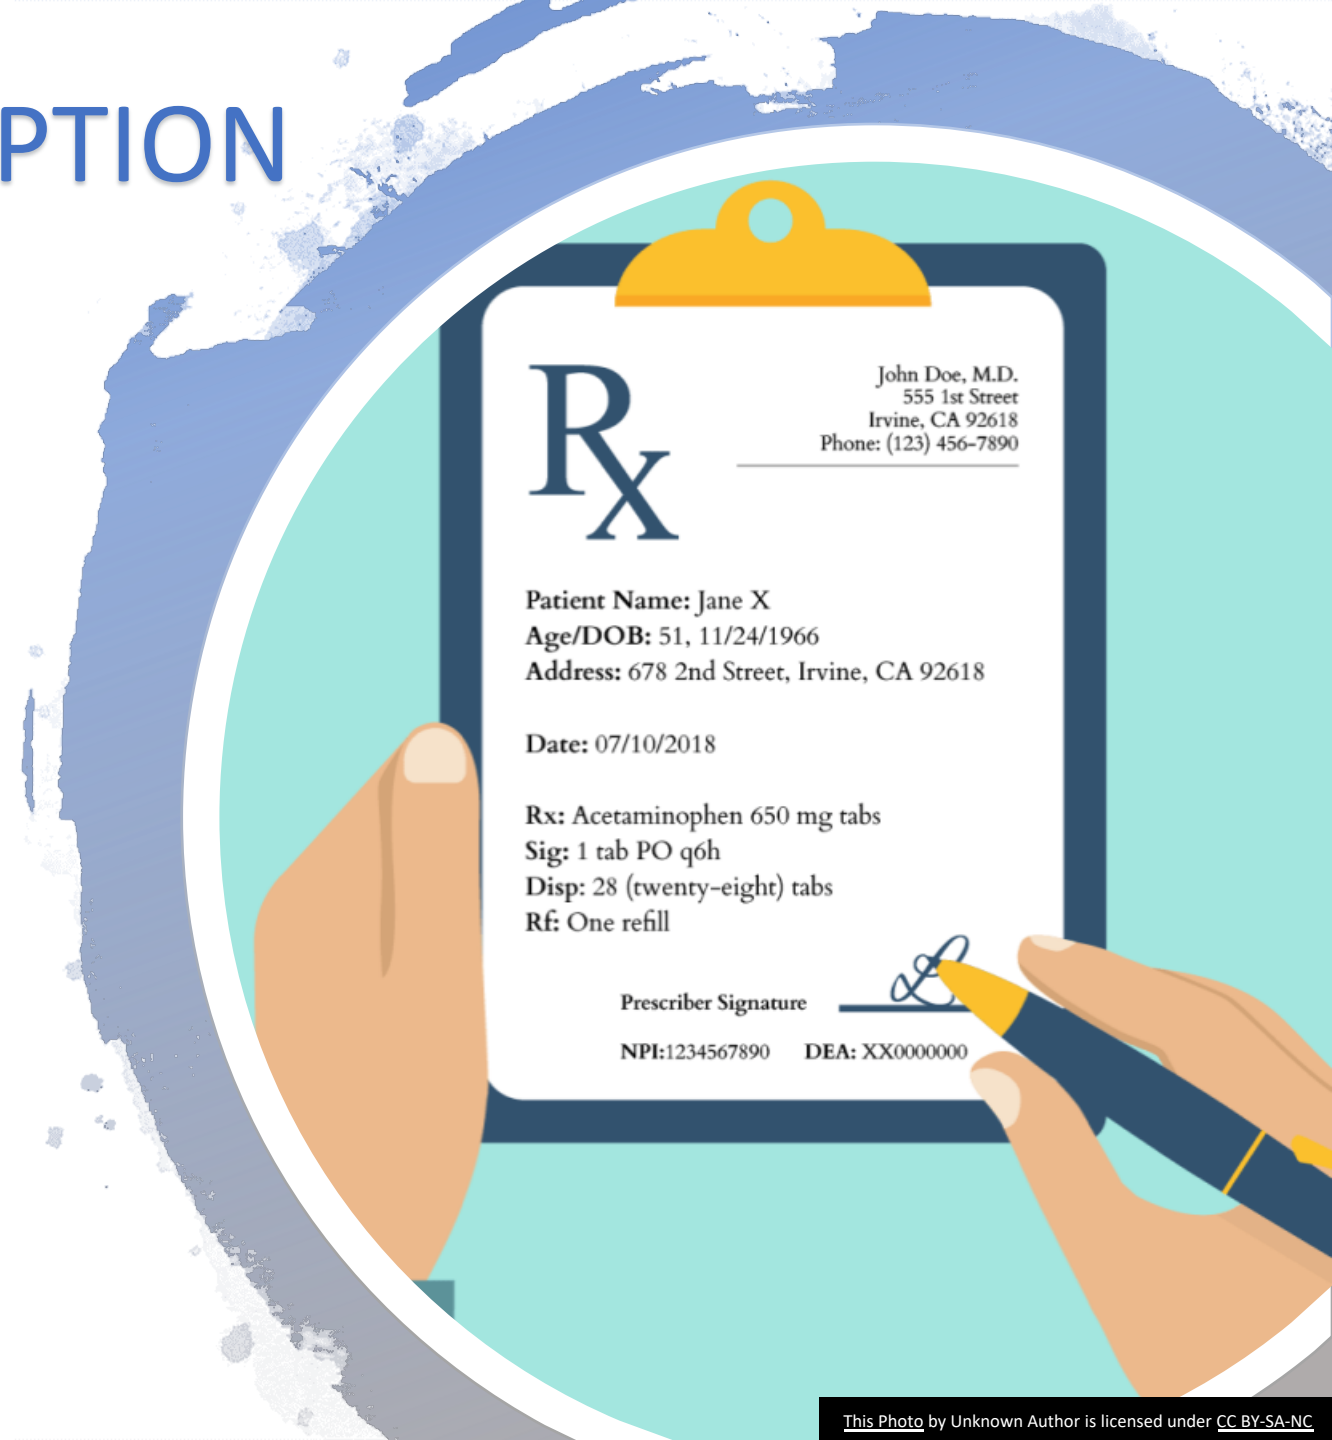 PTION
Rx
John Doe, M.D.
555 1st Street
Irvine, CA 92618
Phone: (123) 456-7890
Patient Name: Jane X
Age/DOB: 51, 11/24/1966
Address: 678 2nd Street, Irvine, CA 92618
Date: 07/10/2018
Rx: Acetaminophen 650 mg tabs
Sig: 1 tab PO q6h
Disp: 28 (twenty-eight) tabs
Rf: One refill
Prescriber Signature
NPI:1234567890 DEA: XX0000000
This Photo by Unknown Author is licensed under CC BY-SA-NC